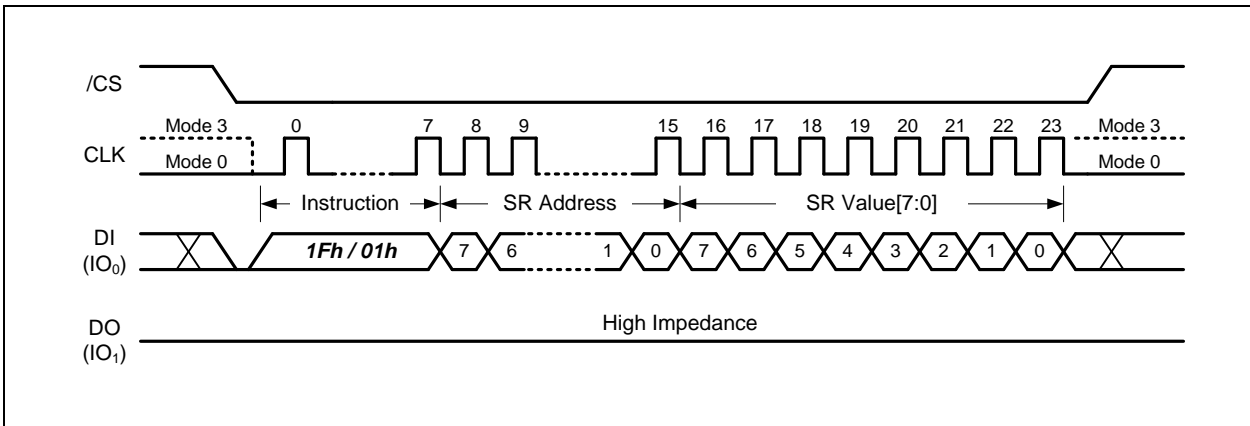 /CS
Mode 3 0 7 8 9 15 16 17 18 19 20 21 22 23 Mode 3
CLK
Mode 0 Mode 0
Instruction SR Address SR Value[7:0]
DI
(IO₀)
1Fh / 01h 7 6 1 0 7 6 5 4 3 2 1 0
High Impedance
DO
(IO₁)